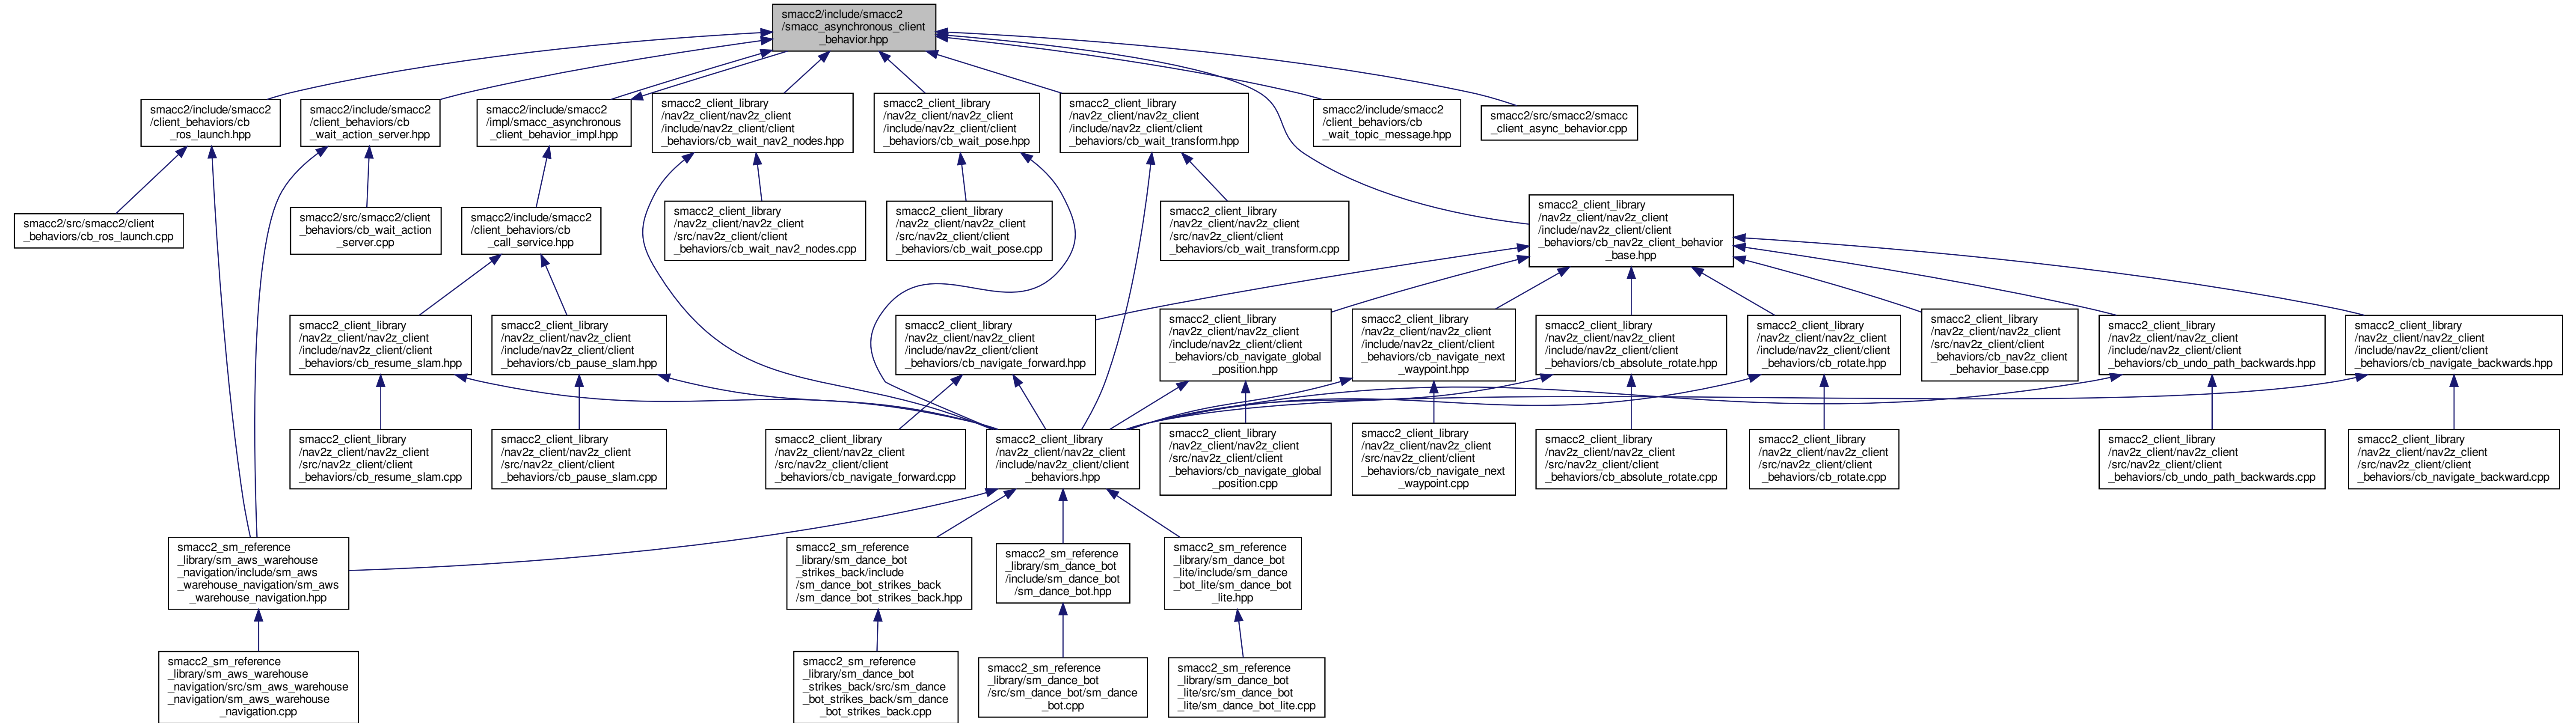 smacc2/include/smacc2
/smacc_asynchronous_client
_behavior.hpp
smacc2/include/smacc2
/client_behaviors/cb
_ros_launch.hpp
smacc2/include/smacc2
/client_behaviors/cb
_wait_action_server.hpp
smacc2/include/smacc2
/impl/smacc_asynchronous
_client_behavior_impl.hpp
smacc2_client_library
/nav2z_client/nav2z_client
/include/nav2z_client/client
_behaviors/cb_wait_nav2_nodes.hpp
smacc2_client_library
/nav2z_client/nav2z_client
/include/nav2z_client/client
_behaviors/cb_wait_pose.hpp
smacc2_client_library
/nav2z_client/nav2z_client
/include/nav2z_client/client
_behaviors/cb_wait_transform.hpp
smacc2/include/smacc2
/client_behaviors/cb
_wait_topic_message.hpp
smacc2/src/smacc2/smacc
_client_async_behavior.cpp
smacc2/src/smacc2/client
_behaviors/cb_ros_launch.cpp
smacc2/src/smacc2/client
_behaviors/cb_wait_action
_server.cpp
smacc2/include/smacc2
/client_behaviors/cb
_call_service.hpp
smacc2_client_library
/nav2z_client/nav2z_client
/src/nav2z_client/client
_behaviors/cb_wait_nav2_nodes.cpp
smacc2_client_library
/nav2z_client/nav2z_client
/src/nav2z_client/client
_behaviors/cb_wait_pose.cpp
smacc2_client_library
/nav2z_client/nav2z_client
/src/nav2z_client/client
_behaviors/cb_wait_transform.cpp
smacc2_client_library
/nav2z_client/nav2z_client
/include/nav2z_client/client
_behaviors/cb_nav2z_client_behavior
_base.hpp
smacc2_client_library
/nav2z_client/nav2z_client
/include/nav2z_client/client
_behaviors/cb_resume_slam.hpp
smacc2_client_library
/nav2z_client/nav2z_client
/include/nav2z_client/client
_behaviors/cb_pause_slam.hpp
smacc2_client_library
/nav2z_client/nav2z_client
/include/nav2z_client/client
_behaviors/cb_navigate_forward.hpp
smacc2_client_library
/nav2z_client/nav2z_client
/include/nav2z_client/client
_behaviors/cb_navigate_global
_position.hpp
smacc2_client_library
/nav2z_client/nav2z_client
/include/nav2z_client/client
_behaviors/cb_navigate_next
_waypoint.hpp
smacc2_client_library
/nav2z_client/nav2z_client
/include/nav2z_client/client
_behaviors/cb_absolute_rotate.hpp
smacc2_client_library
/nav2z_client/nav2z_client
/include/nav2z_client/client
_behaviors/cb_rotate.hpp
smacc2_client_library
/nav2z_client/nav2z_client
/src/nav2z_client/client
_behaviors/cb_nav2z_client
_behavior_base.cpp
smacc2_client_library
/nav2z_client/nav2z_client
/include/nav2z_client/client
_behaviors/cb_undo_path_backwards.hpp
smacc2_client_library
/nav2z_client/nav2z_client
/include/nav2z_client/client
_behaviors/cb_navigate_backwards.hpp
smacc2_client_library
/nav2z_client/nav2z_client
/src/nav2z_client/client
_behaviors/cb_resume_slam.cpp
smacc2_client_library
/nav2z_client/nav2z_client
/src/nav2z_client/client
_behaviors/cb_pause_slam.cpp
smacc2_client_library
/nav2z_client/nav2z_client
/src/nav2z_client/client
_behaviors/cb_navigate_forward.cpp
smacc2_client_library
/nav2z_client/nav2z_client
/include/nav2z_client/client
_behaviors.hpp
smacc2_client_library
/nav2z_client/nav2z_client
/src/nav2z_client/client
_behaviors/cb_navigate_global
_position.cpp
smacc2_client_library
/nav2z_client/nav2z_client
/src/nav2z_client/client
_behaviors/cb_navigate_next
_waypoint.cpp
smacc2_client_library
/nav2z_client/nav2z_client
/src/nav2z_client/client
_behaviors/cb_absolute_rotate.cpp
smacc2_client_library
/nav2z_client/nav2z_client
/src/nav2z_client/client
_behaviors/cb_rotate.cpp
smacc2_client_library
/nav2z_client/nav2z_client
/src/nav2z_client/client
_behaviors/cb_undo_path_backwards.cpp
smacc2_client_library
/nav2z_client/nav2z_client
/src/nav2z_client/client
_behaviors/cb_navigate_backward.cpp
smacc2_sm_reference
_library/sm_aws_warehouse
_navigation/include/sm_aws
_warehouse_navigation/sm_aws
_warehouse_navigation.hpp
smacc2_sm_reference
_library/sm_dance_bot
_strikes_back/include
/sm_dance_bot_strikes_back
/sm_dance_bot_strikes_back.hpp
smacc2_sm_reference
_library/sm_dance_bot
/include/sm_dance_bot
/sm_dance_bot.hpp
smacc2_sm_reference
_library/sm_dance_bot
_lite/include/sm_dance
_bot_lite/sm_dance_bot
_lite.hpp
smacc2_sm_reference
_library/sm_aws_warehouse
_navigation/src/sm_aws_warehouse
_navigation/sm_aws_warehouse
_navigation.cpp
smacc2_sm_reference
_library/sm_dance_bot
_strikes_back/src/sm_dance
_bot_strikes_back/sm_dance
_bot_strikes_back.cpp
smacc2_sm_reference
_library/sm_dance_bot
/src/sm_dance_bot/sm_dance
_bot.cpp
smacc2_sm_reference
_library/sm_dance_bot
_lite/src/sm_dance_bot
_lite/sm_dance_bot_lite.cpp